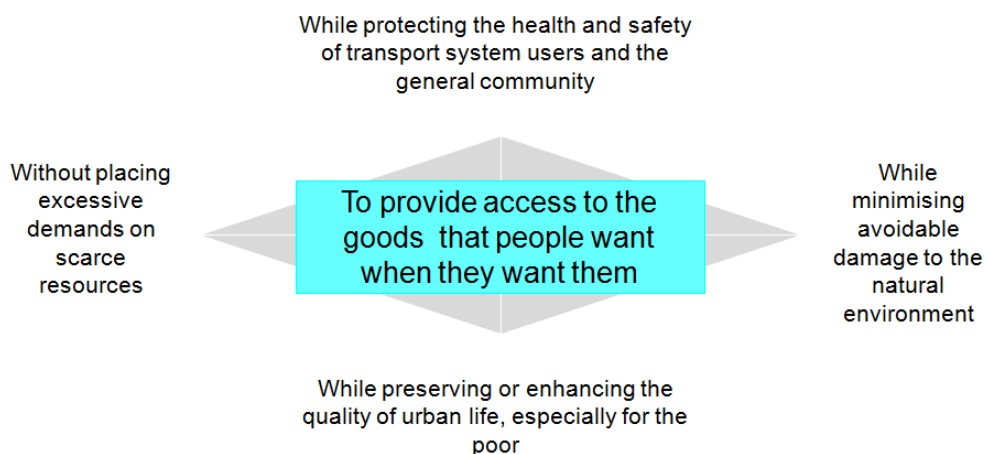 While protecting the health and safety
of transport system users and the
general community
Without placing
excessive
demands on
scarce
resources
To provide access to the
goods that people want
when they want them
While
minimising
avoidable
damage to the
natural
environment
While preserving or enhancing the
quality of urban life, especially for the
poor